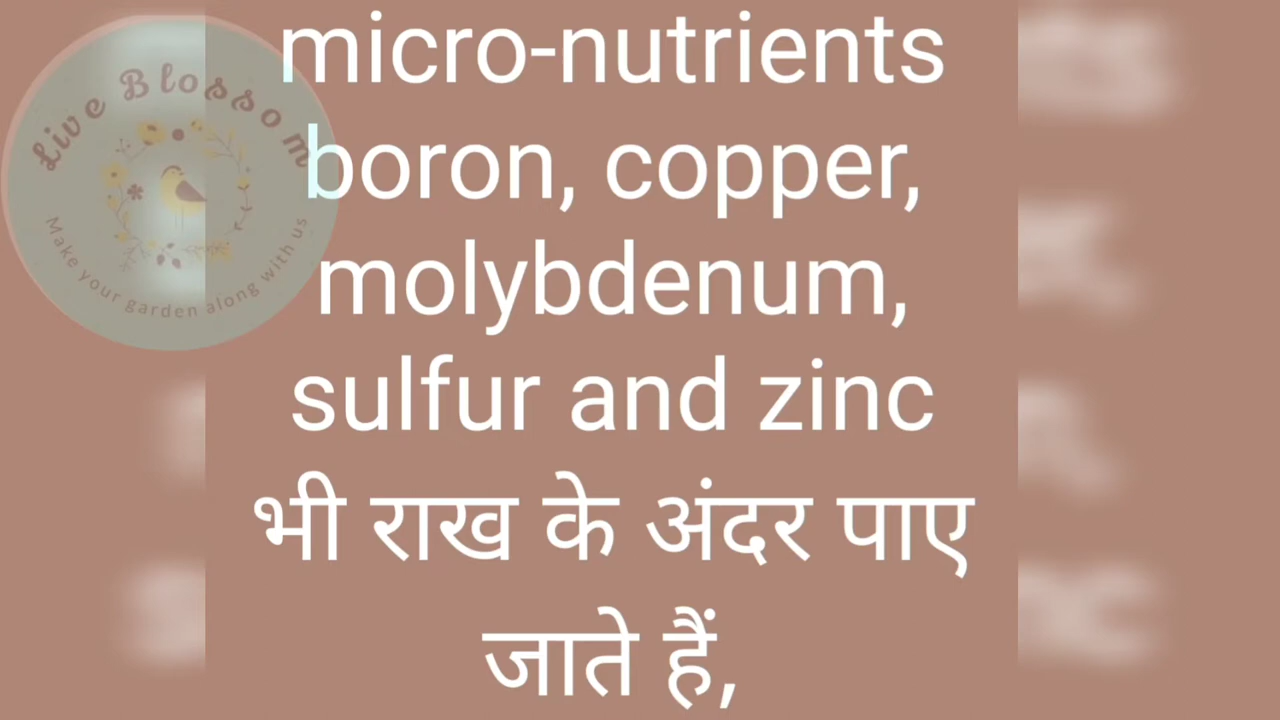 Live Blossom
Make your garden along with us
micro-nutrients
boron, copper,
molybdenum,
sulfur and zinc
भी राख के अंदर पाए
जाते हैं,